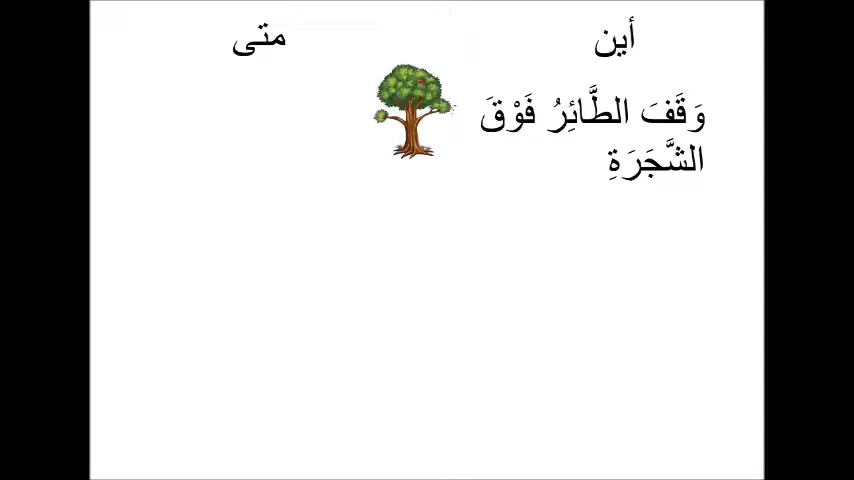 أين
متى
وَقَفَ الطَّائِرُ فَوْقَ
الشَّجَرَةِ